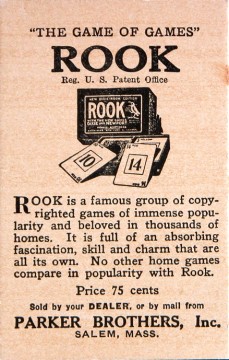 "THE GAME OF GAMES"
ROOK
Reg. U. S. Patent Office
ROOK
10
14
ROOK is a famous group of copy-
righted games of immense popu-
larity and beloved in thousands of
homes. It is full of an absorbing
fascination, skill and charm that are
all its own. No other home games
compare in popularity with Rook.
Price 75 cents
Sold by your DEALER, or by mail from
PARKER BROTHERS, Inc.
SALEM, MASS.